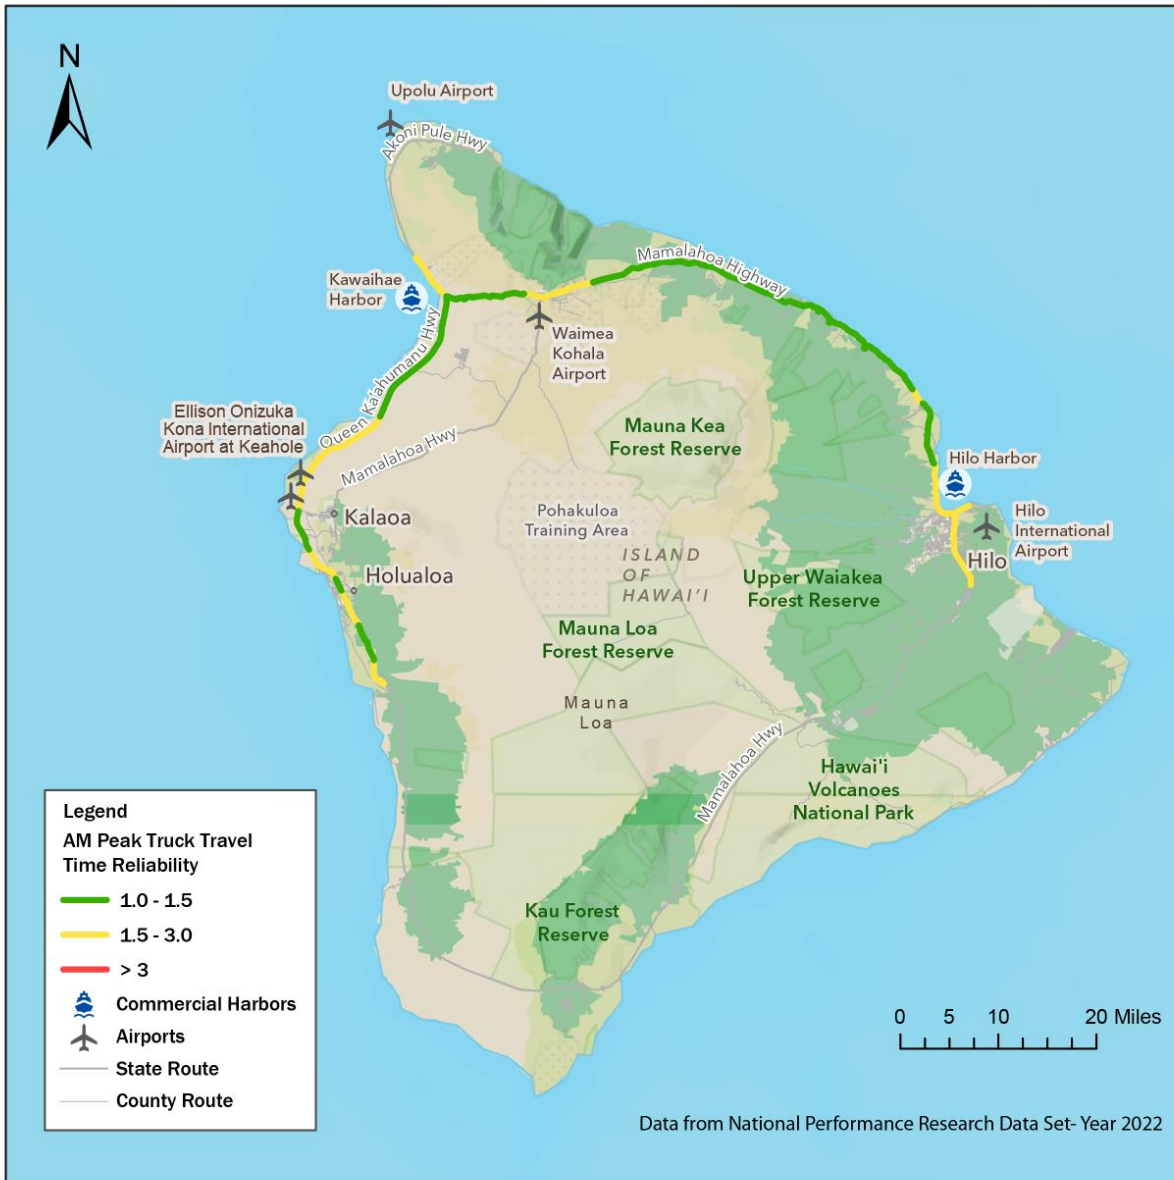 N
Upolu Airport
Akoni Pule Hwy
Kawaihae
Harbor
Mamalahoa Highway
Waimea
Kohala
Airport
Queen Ka'ahumanu Hwy
Ellison Onizuka
Kona International
Airport at Keahole
Mamalahoa Hwy
Mauna Kea
Forest Reserve
Hilo Harbor
Kalaoa
Pohakuloa
Training Area
Hilo
International
Airport
Hilo
ISLAND
OF
HAWAI'I
Holualoa
Upper Waiakea
Forest Reserve
Mauna Loa
Forest Reserve
Mauna
Loa
Mamalahoa Hwy
Hawai'i
Volcanoes
National Park
Kau Forest
Reserve
Legend
AM Peak Truck Travel
Time Reliability
1.0 - 1.5
1.5 - 3.0
> 3
Commercial Harbors
Airports
State Route
County Route
0 5 10 20 Miles
Data from National Performance Research Data Set- Year 2022